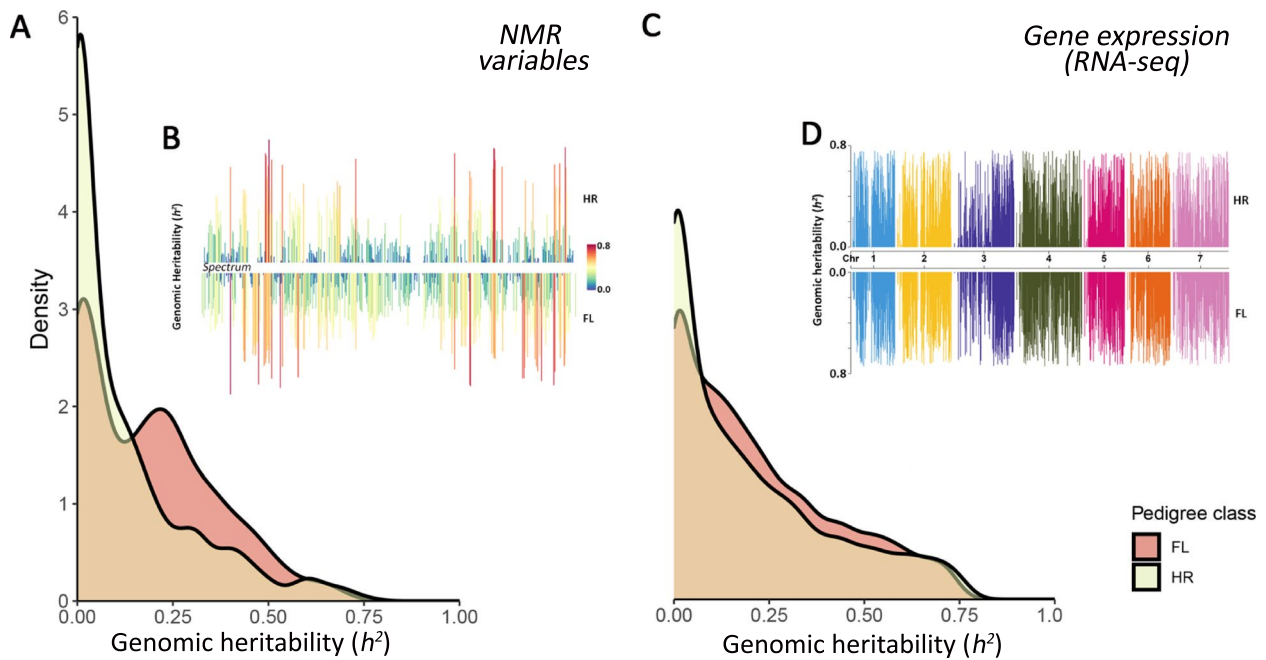 A
NMR
variables
6
5
4
3
2
1
0
Density
0.00
0.25
0.50
0.75
1.00
Genomic heritability (h²)
B
Genomic Heritability (h²)
HR
Spectrum
FL
0.8
0.0
C
Gene expression
(RNA-seq)
D
Genomic heritability (h²)
0.8
0.0
HR
Chr 1 2 3 4 5 6 7
0.0
0.8
FL
0.00
0.25
0.50
0.75
1.0
Genomic heritability (h²)
Pedigree class
FL
HR